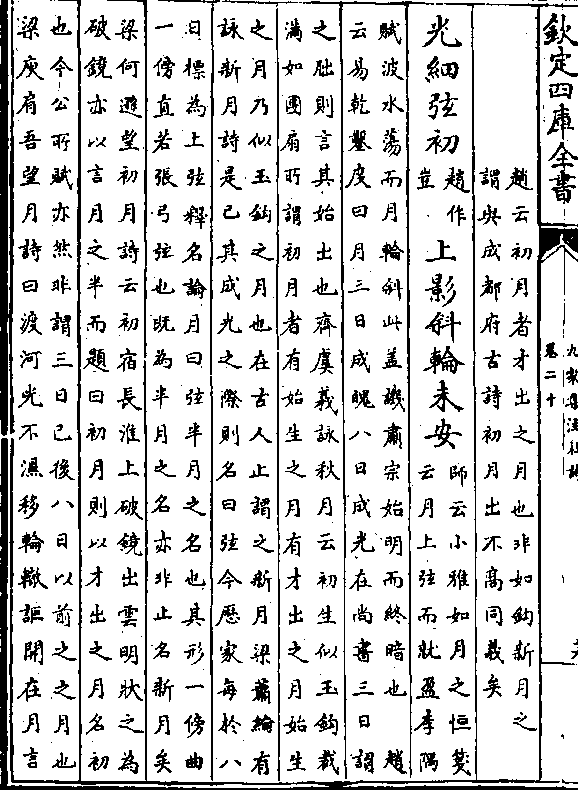 欽定四庫全書
九家集注杜詩
卷二十
趙云初月者才出之月也非如鈎新月之
謂與成都府古詩初月出不高同義矣
光細弦初
趙作
豈
上影斜輪未安
師云小雅如月之恒箋
云月上弦而就盈李隅
賦波水蕩而月輪斜此蓋譏肅宗始明而終暗也 趙
云易乾鑿度曰月三日成魄八日成光在尚書三日謂
之朏則言其始出也齊虞羲詠秋月云初生似玉鈎裁
滿如團扇所謂初月者有始生之月有才出之月始生
之月乃似玉鈎之月也在古人止謂之新月梁蕭綸有
詠新月詩是已其成光之際則名曰弦今歴家每於八
日標為上弦釋名論月曰弦半月之名也其形一傍曲
一傍直若張弓弦也既為半月之名亦非止名新月矣
梁何遜望初月詩云初宿長淮上破鏡出雲明狀之為
破鏡亦以言月之半而題曰初月則以才出之月名初
也今公所賦亦然非謂三日已後八日以前之之月也
梁庾肩吾望月詩曰渡河光不濕移輪轍詎開在月言